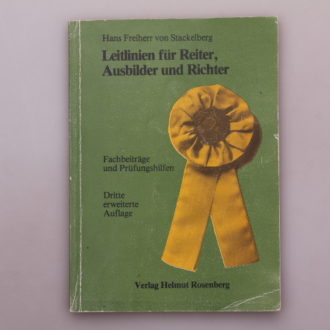 Hans Freiherr von Stackelberg
Leitlinien für Reiter,
Ausbilder und Richter
Fachbeiträge
und Prüfungshilfen
Dritte
erweiterte
Auflage
Verlag Helmut Rosenberg